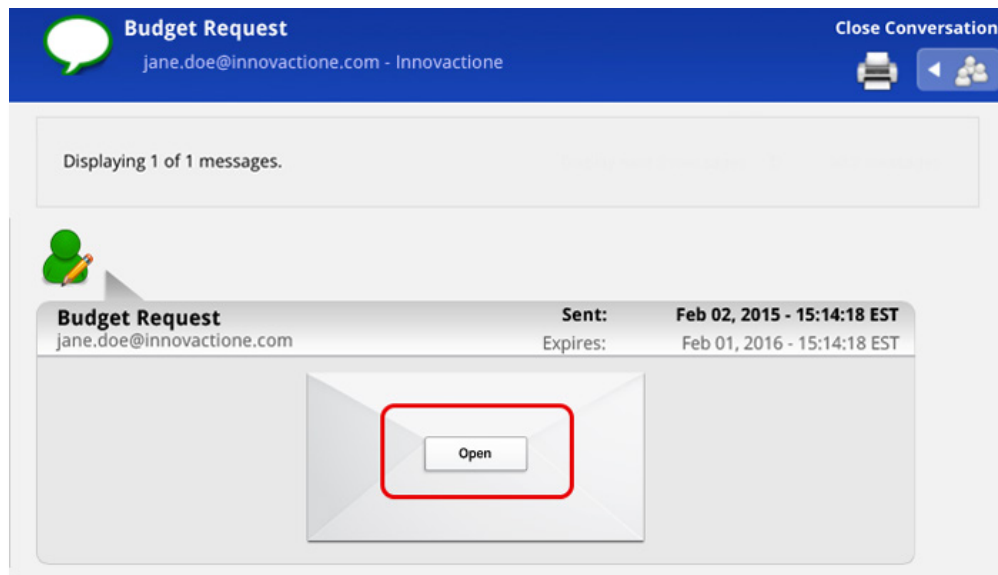 Budget Request
Close Conversation
jane.doe@innovactione.com - Innovactione
Displaying 1 of 1 messages.
Budget Request Sent: Feb 02, 2015 - 15:14:18 EST
jane.doe@innovactione.com Expires: Feb 01, 2016 - 15:14:18 EST
Open